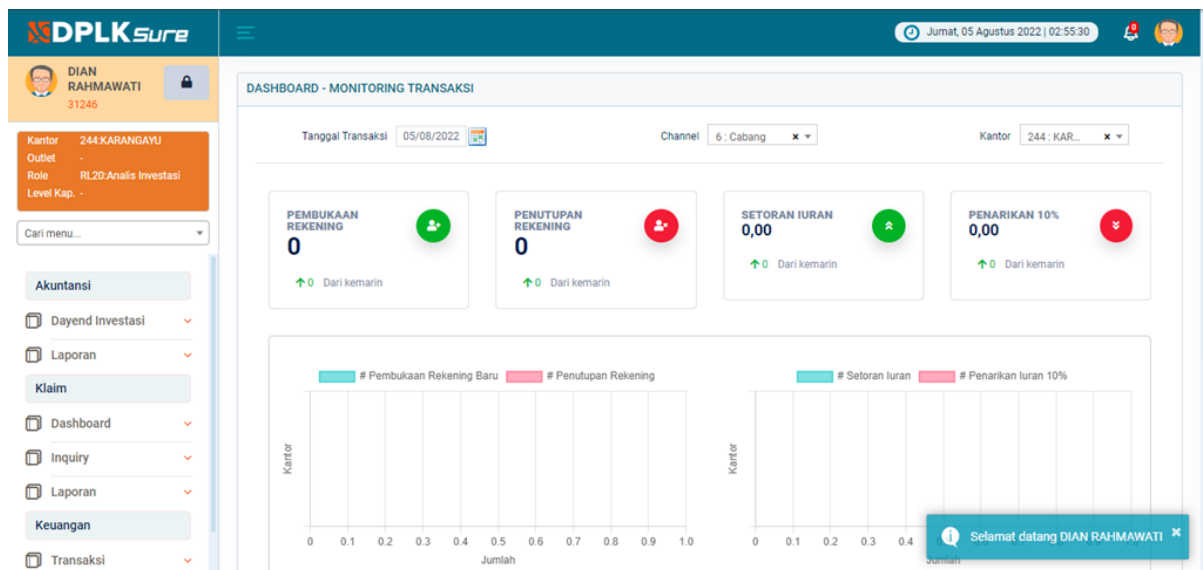 DPLK Sure
Jumat, 05 Agustus 2022 | 02:55:30
0
DIAN
RAHMAWATI
31246
Kantor 244:KARANGAYU
Outlet -
Role RL20:Analis Investasi
Level Kap. -
Cari menu...
Akuntansi
Dayend Investasi
Laporan
Klaim
Dashboard
Inquiry
Laporan
Keuangan
Transaksi
DASHBOARD - MONITORING TRANSAKSI
Tanggal Transaksi 05/08/2022 Channel 6 : Cabang x Kantor 244 : KAR... x
PEMBUKAAN
REKENING
0
0 Dari kemarin
PENUTUPAN
REKENING
0
0 Dari kemarin
SETORAN IURAN
0,00
0 Dari kemarin
PENARIKAN 10%
0,00
0 Dari kemarin
# Pembukaan Rekening Baru # Penutupan Rekening
Kantor
0 0.1 0.2 0.3 0.4 0.5 0.6 0.7 0.8 0.9 1.0
Jumlah
# Setoran Iuran # Penarikan Iuran 10%
Kantor
0 0.1 0.2 0.3 0.4
Jumlah
Selamat datang DIAN RAHMAWATI ×